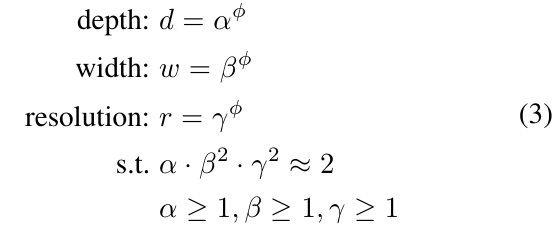 depth: d = α^ϕ
width: w = β^ϕ
resolution: r = γ^ϕ (3)
s.t. α · β² · γ² ≈ 2
α ≥ 1, β ≥ 1, γ ≥ 1